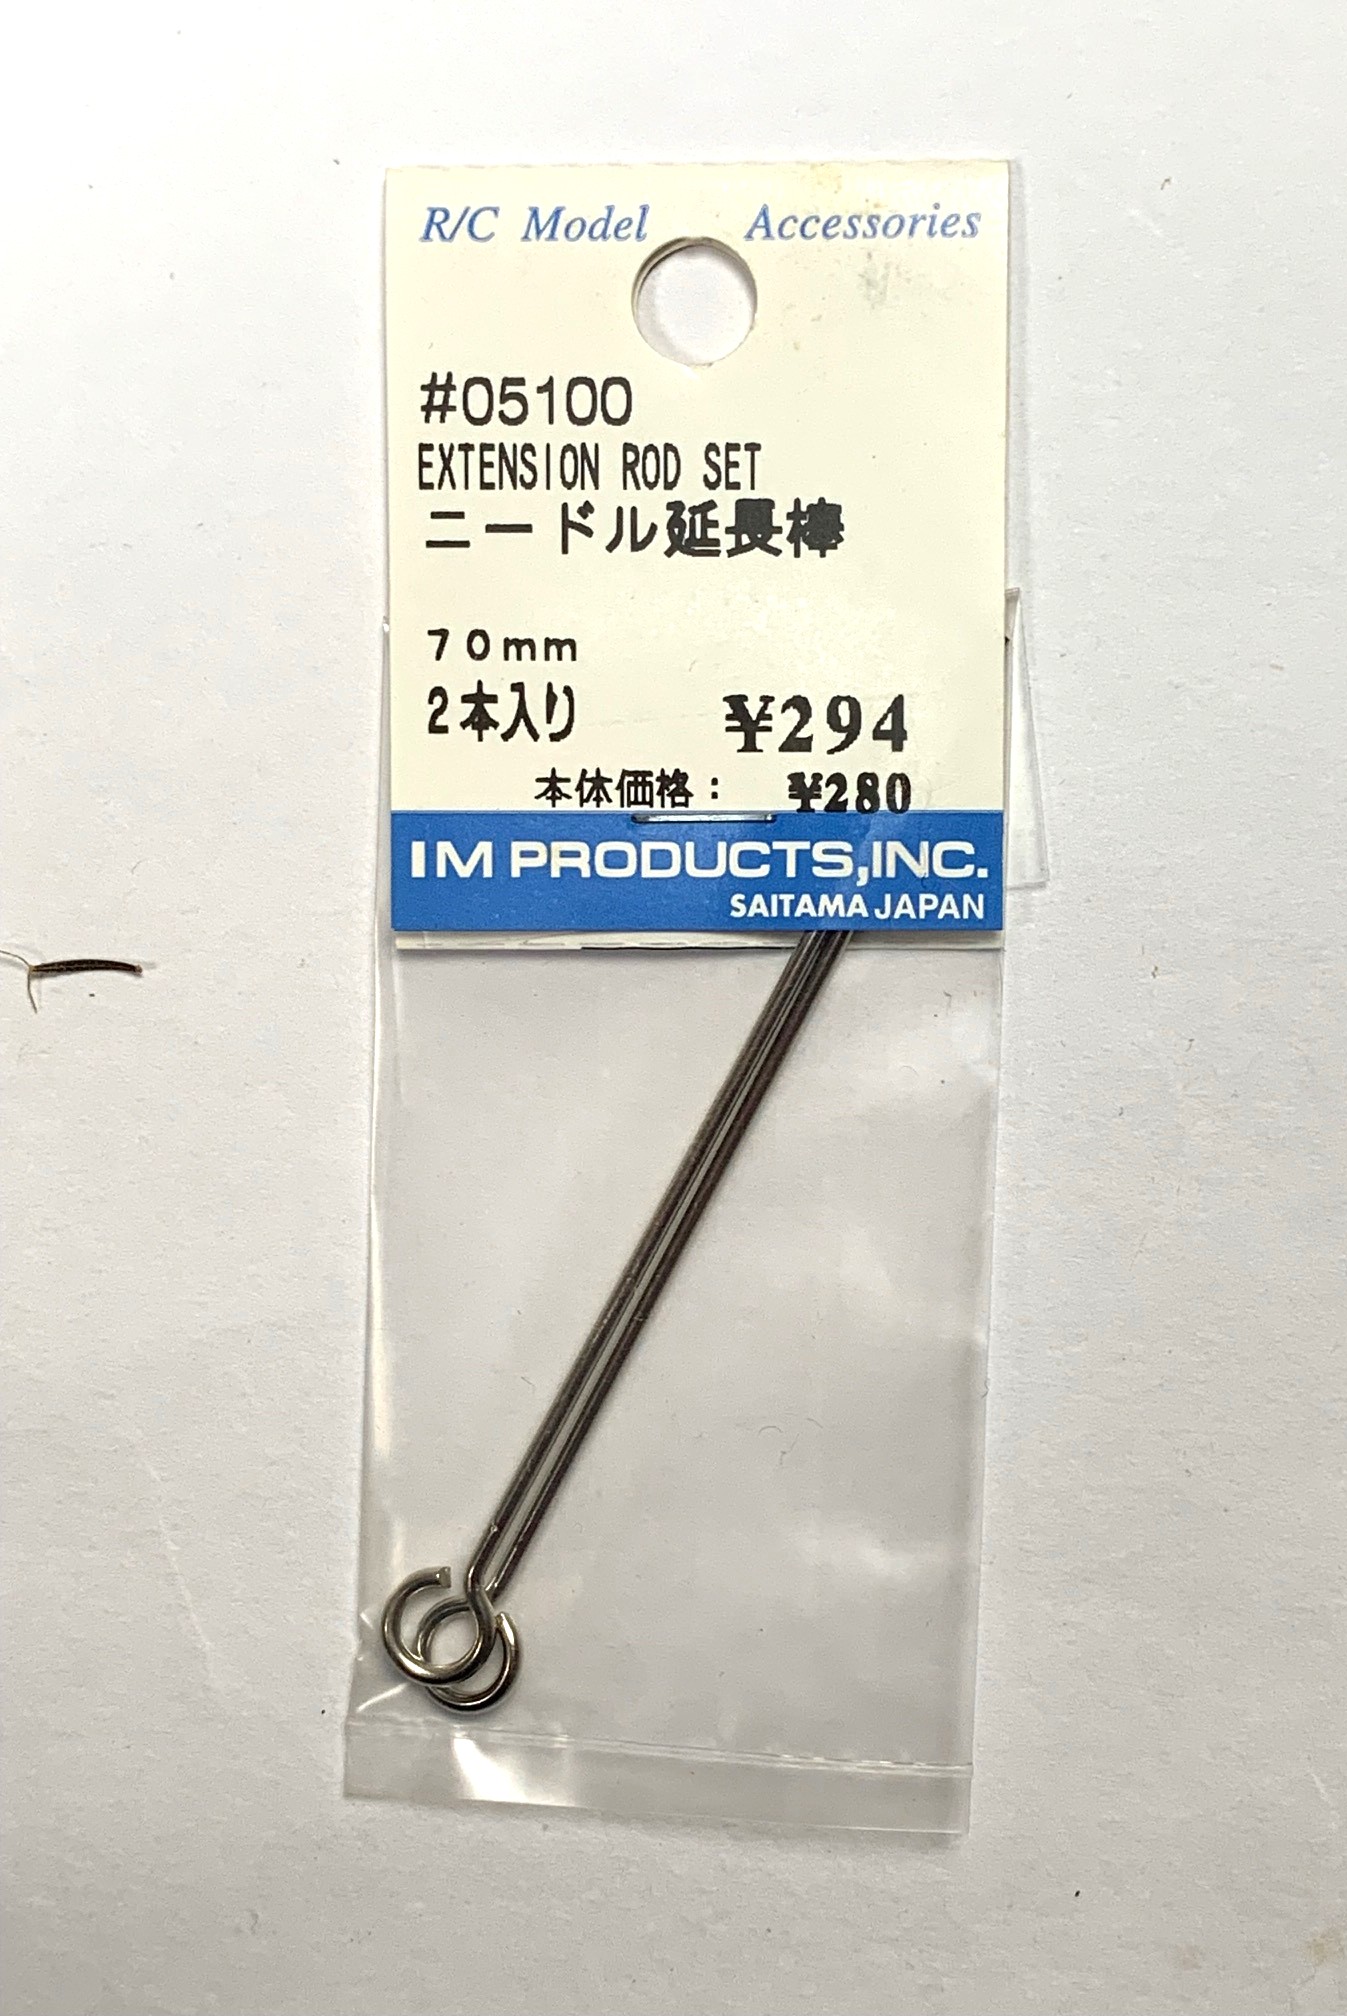 R/C Model Accessories
#05100
EXTENSION ROD SET
ニードル延長棒
70mm
2本入り ¥294
本体価格: ¥280
IM PRODUCTS,INC.
SAITAMA JAPAN